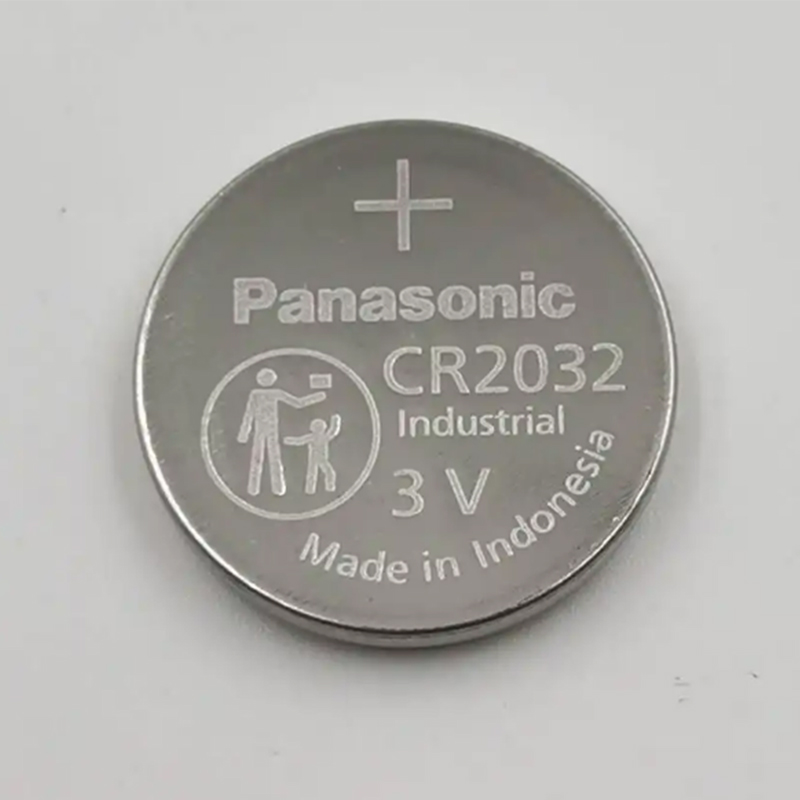 +
Panasonic
CR2032
Industrial
3 V
Made in Indonesia